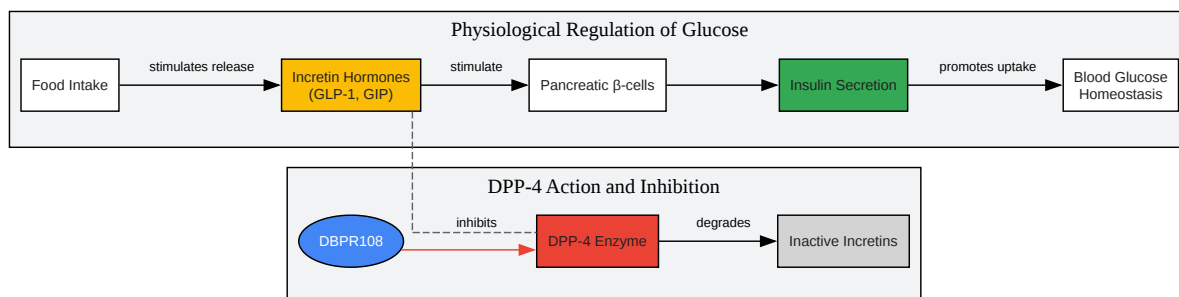 Physiological Regulation of Glucose
Food Intake
stimulates release
Incretin Hormones
(GLP-1, GIP)
stimulate
Pancreatic β-cells
Insulin Secretion
promotes uptake
Blood Glucose
Homeostasis
DPP-4 Action and Inhibition
DBPR108
inhibits
DPP-4 Enzyme
degrades
Inactive Incretins